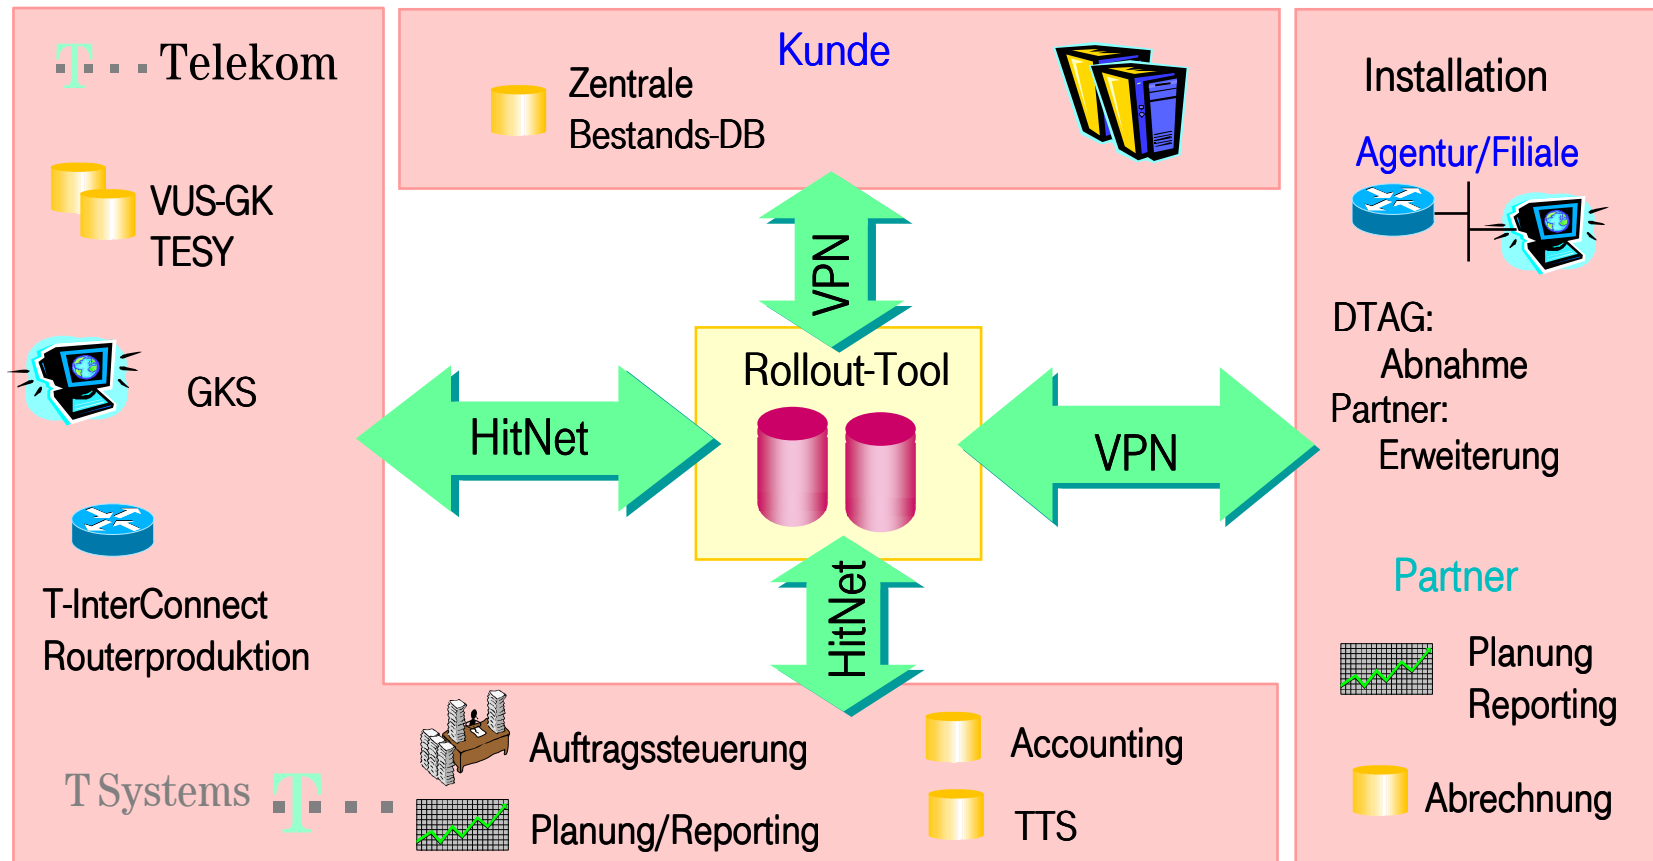 Telekom
VUS-GK
TESY
GKS
T-InterConnect
Routerproduktion
T Systems
Kunde
Zentrale
Bestands-DB
VPN
Rollout-Tool
HitNet
VPN
HitNet
Auftragssteuerung
Planung/Reporting
Accounting
TTS
Installation
Agentur/Filiale
DTAG:
Abnahme
Partner:
Erweiterung
Partner
Planung
Reporting
Abrechnung